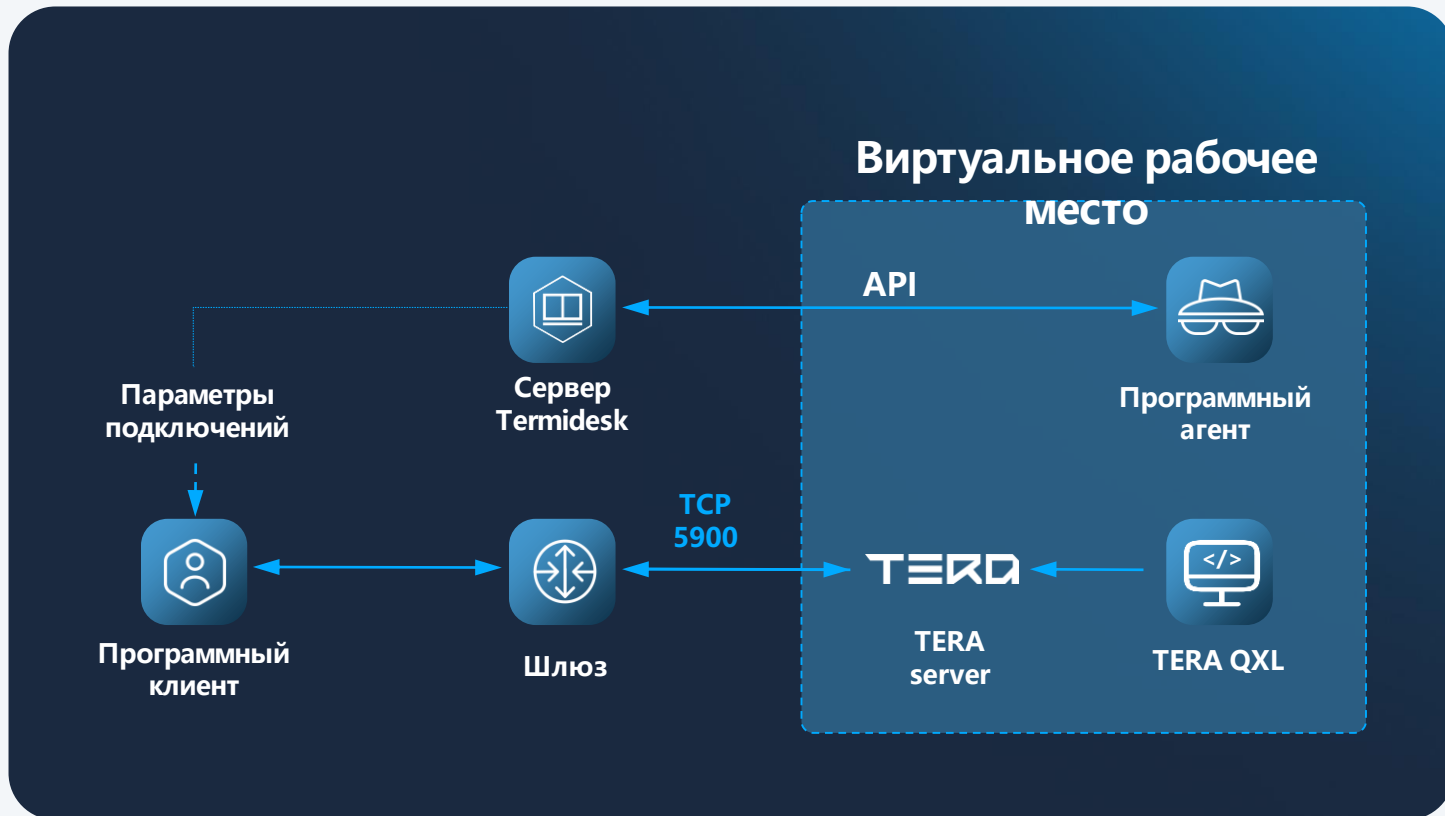 Виртуальное рабочее
место
API
Сервер
Termidesk
Параметры
подключений
Программный
агент
TCP
5900
TERA
</>
Программный
клиент
Шлюз
TERA
server
TERA QXL